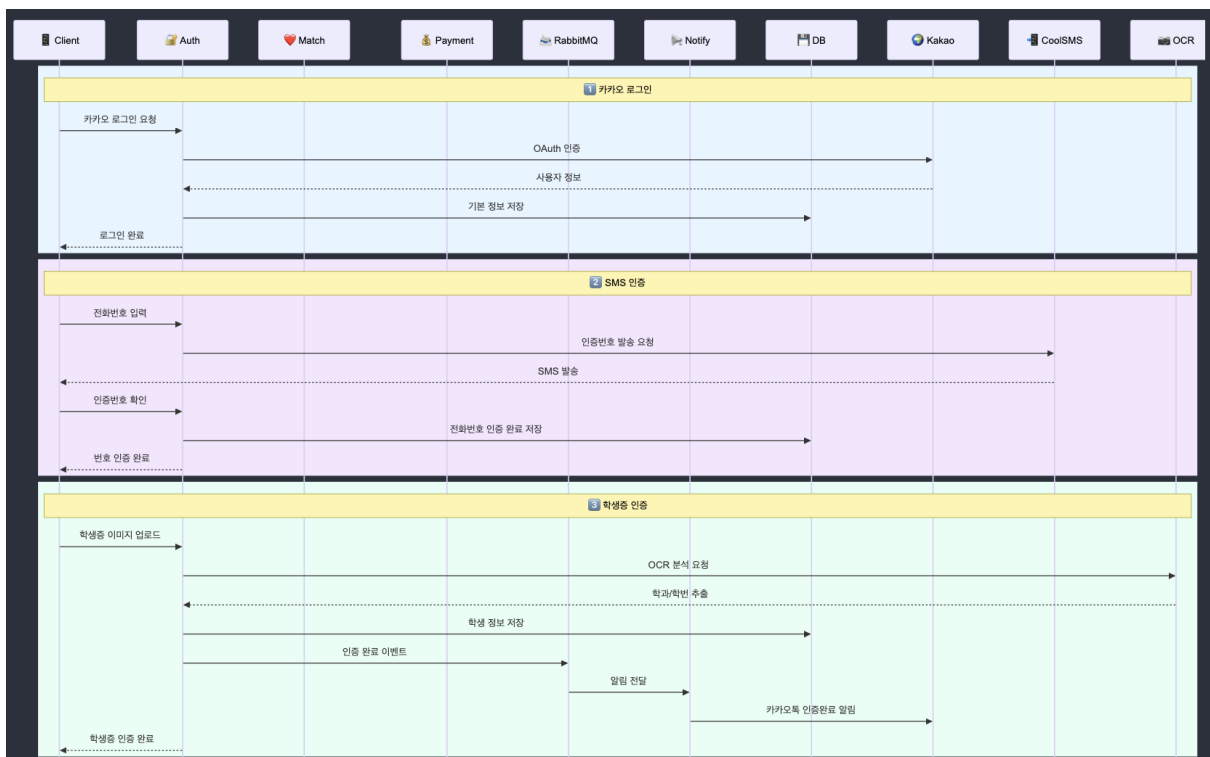 Client
Auth
Match
Payment
RabbitMQ
Notify
DB
Kakao
CoolSMS
OCR
1 카카오 로그인
카카오 로그인 요청
OAuth 인증
사용자 정보
기본 정보 저장
로그인 완료
2 SMS 인증
전화번호 입력
인증번호 발송 요청
SMS 발송
인증번호 확인
전화번호 인증 완료 저장
번호 인증 완료
3 학생증 인증
학생증 이미지 업로드
OCR 분석 요청
학과/학번 추출
학생 정보 저장
인증 완료 이벤트
알림 전달
카카오톡 인증완료 알림
학생증 인증 완료